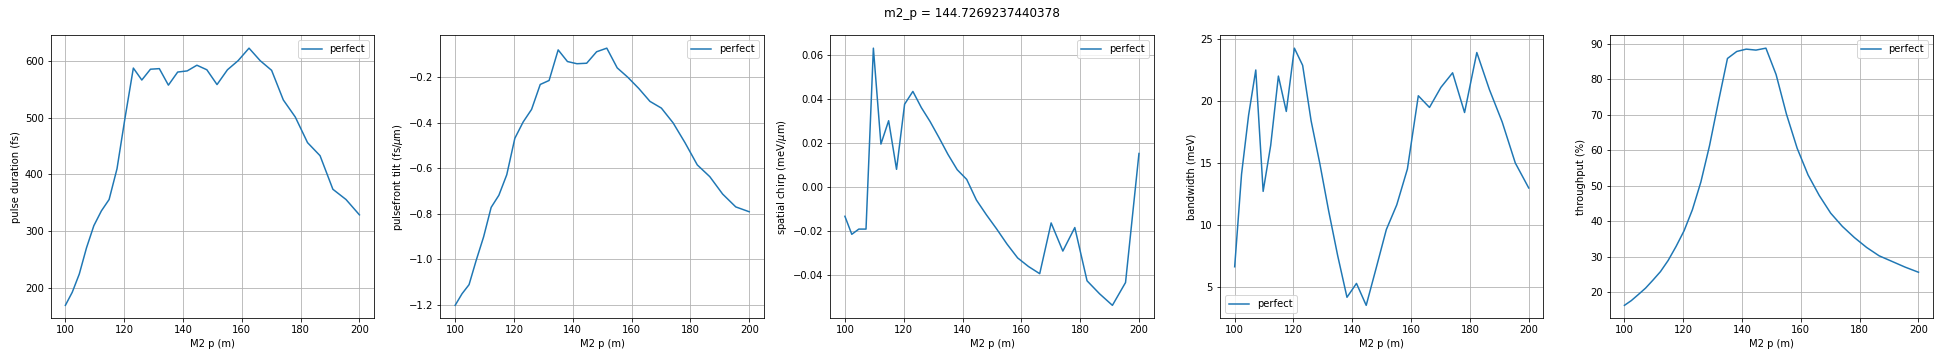 m2_p = 144.7269237440378
pulse duration (fs)
600
500
400
300
200
100 120 140 160 180 200
M2 p (m)
perfect
pulsefront tilt (fs/μm)
−0.2
−0.4
−0.6
−0.8
−1.0
−1.2
100 120 140 160 180 200
M2 p (m)
perfect
spatial chirp (meV/μm)
0.06
0.04
0.02
0.00
−0.02
−0.04
100 120 140 160 180 200
M2 p (m)
perfect
bandwidth (meV)
25
20
15
10
5
100 120 140 160 180 200
M2 p (m)
perfect
throughput (%)
90
80
70
60
50
40
30
20
100 120 140 160 180 200
M2 p (m)
perfect